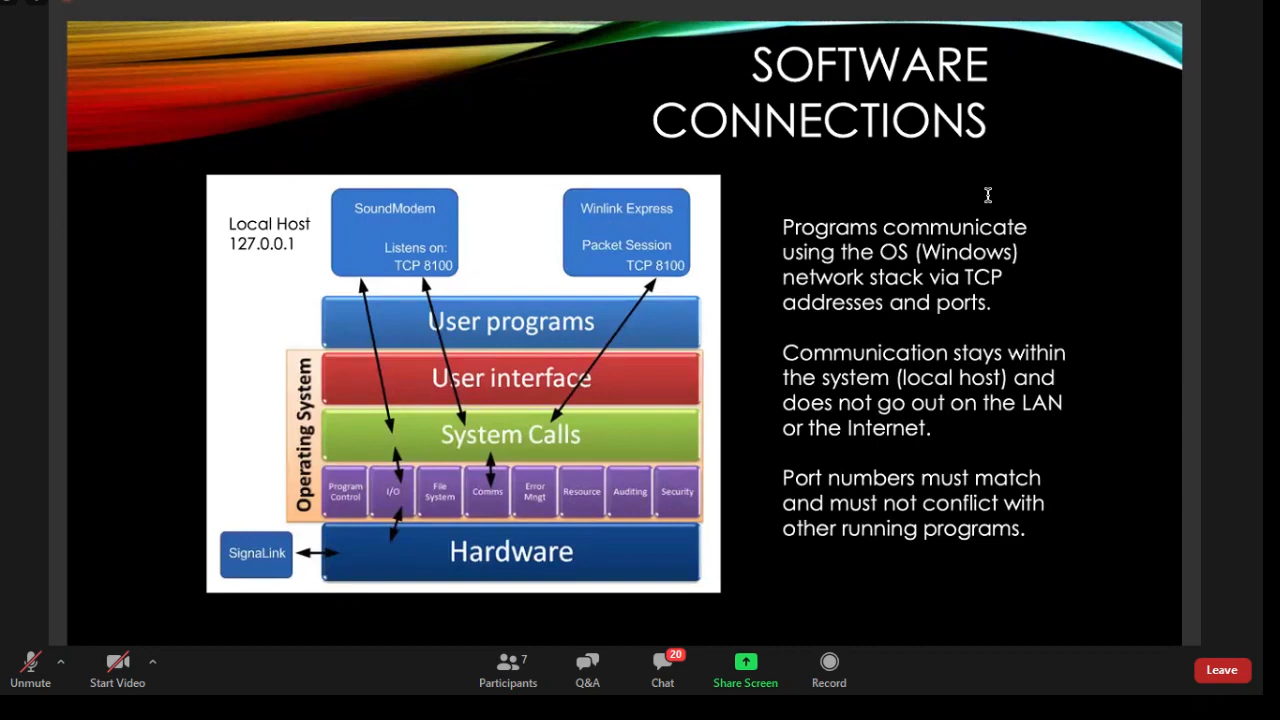 SOFTWARE
CONNECTIONS
Local Host
127.0.0.1
SoundModem
Listens on:
TCP 8100
Winlink Express
Packet Session
TCP 8100
User programs
Operating System
User interface
System Calls
Program
Control
I/O
File
System
Comms
Error
Mngt
Resource
Auditing
Security
SignaLink
Hardware
Programs communicate
using the OS (Windows)
network stack via TCP
addresses and ports.
Communication stays within
the system (local host) and
does not go out on the LAN
or the Internet.
Port numbers must match
and must not conflict with
other running programs.
Unmute
Start Video
7
Participants
Q&A
20
Chat
Share Screen
Record
Leave